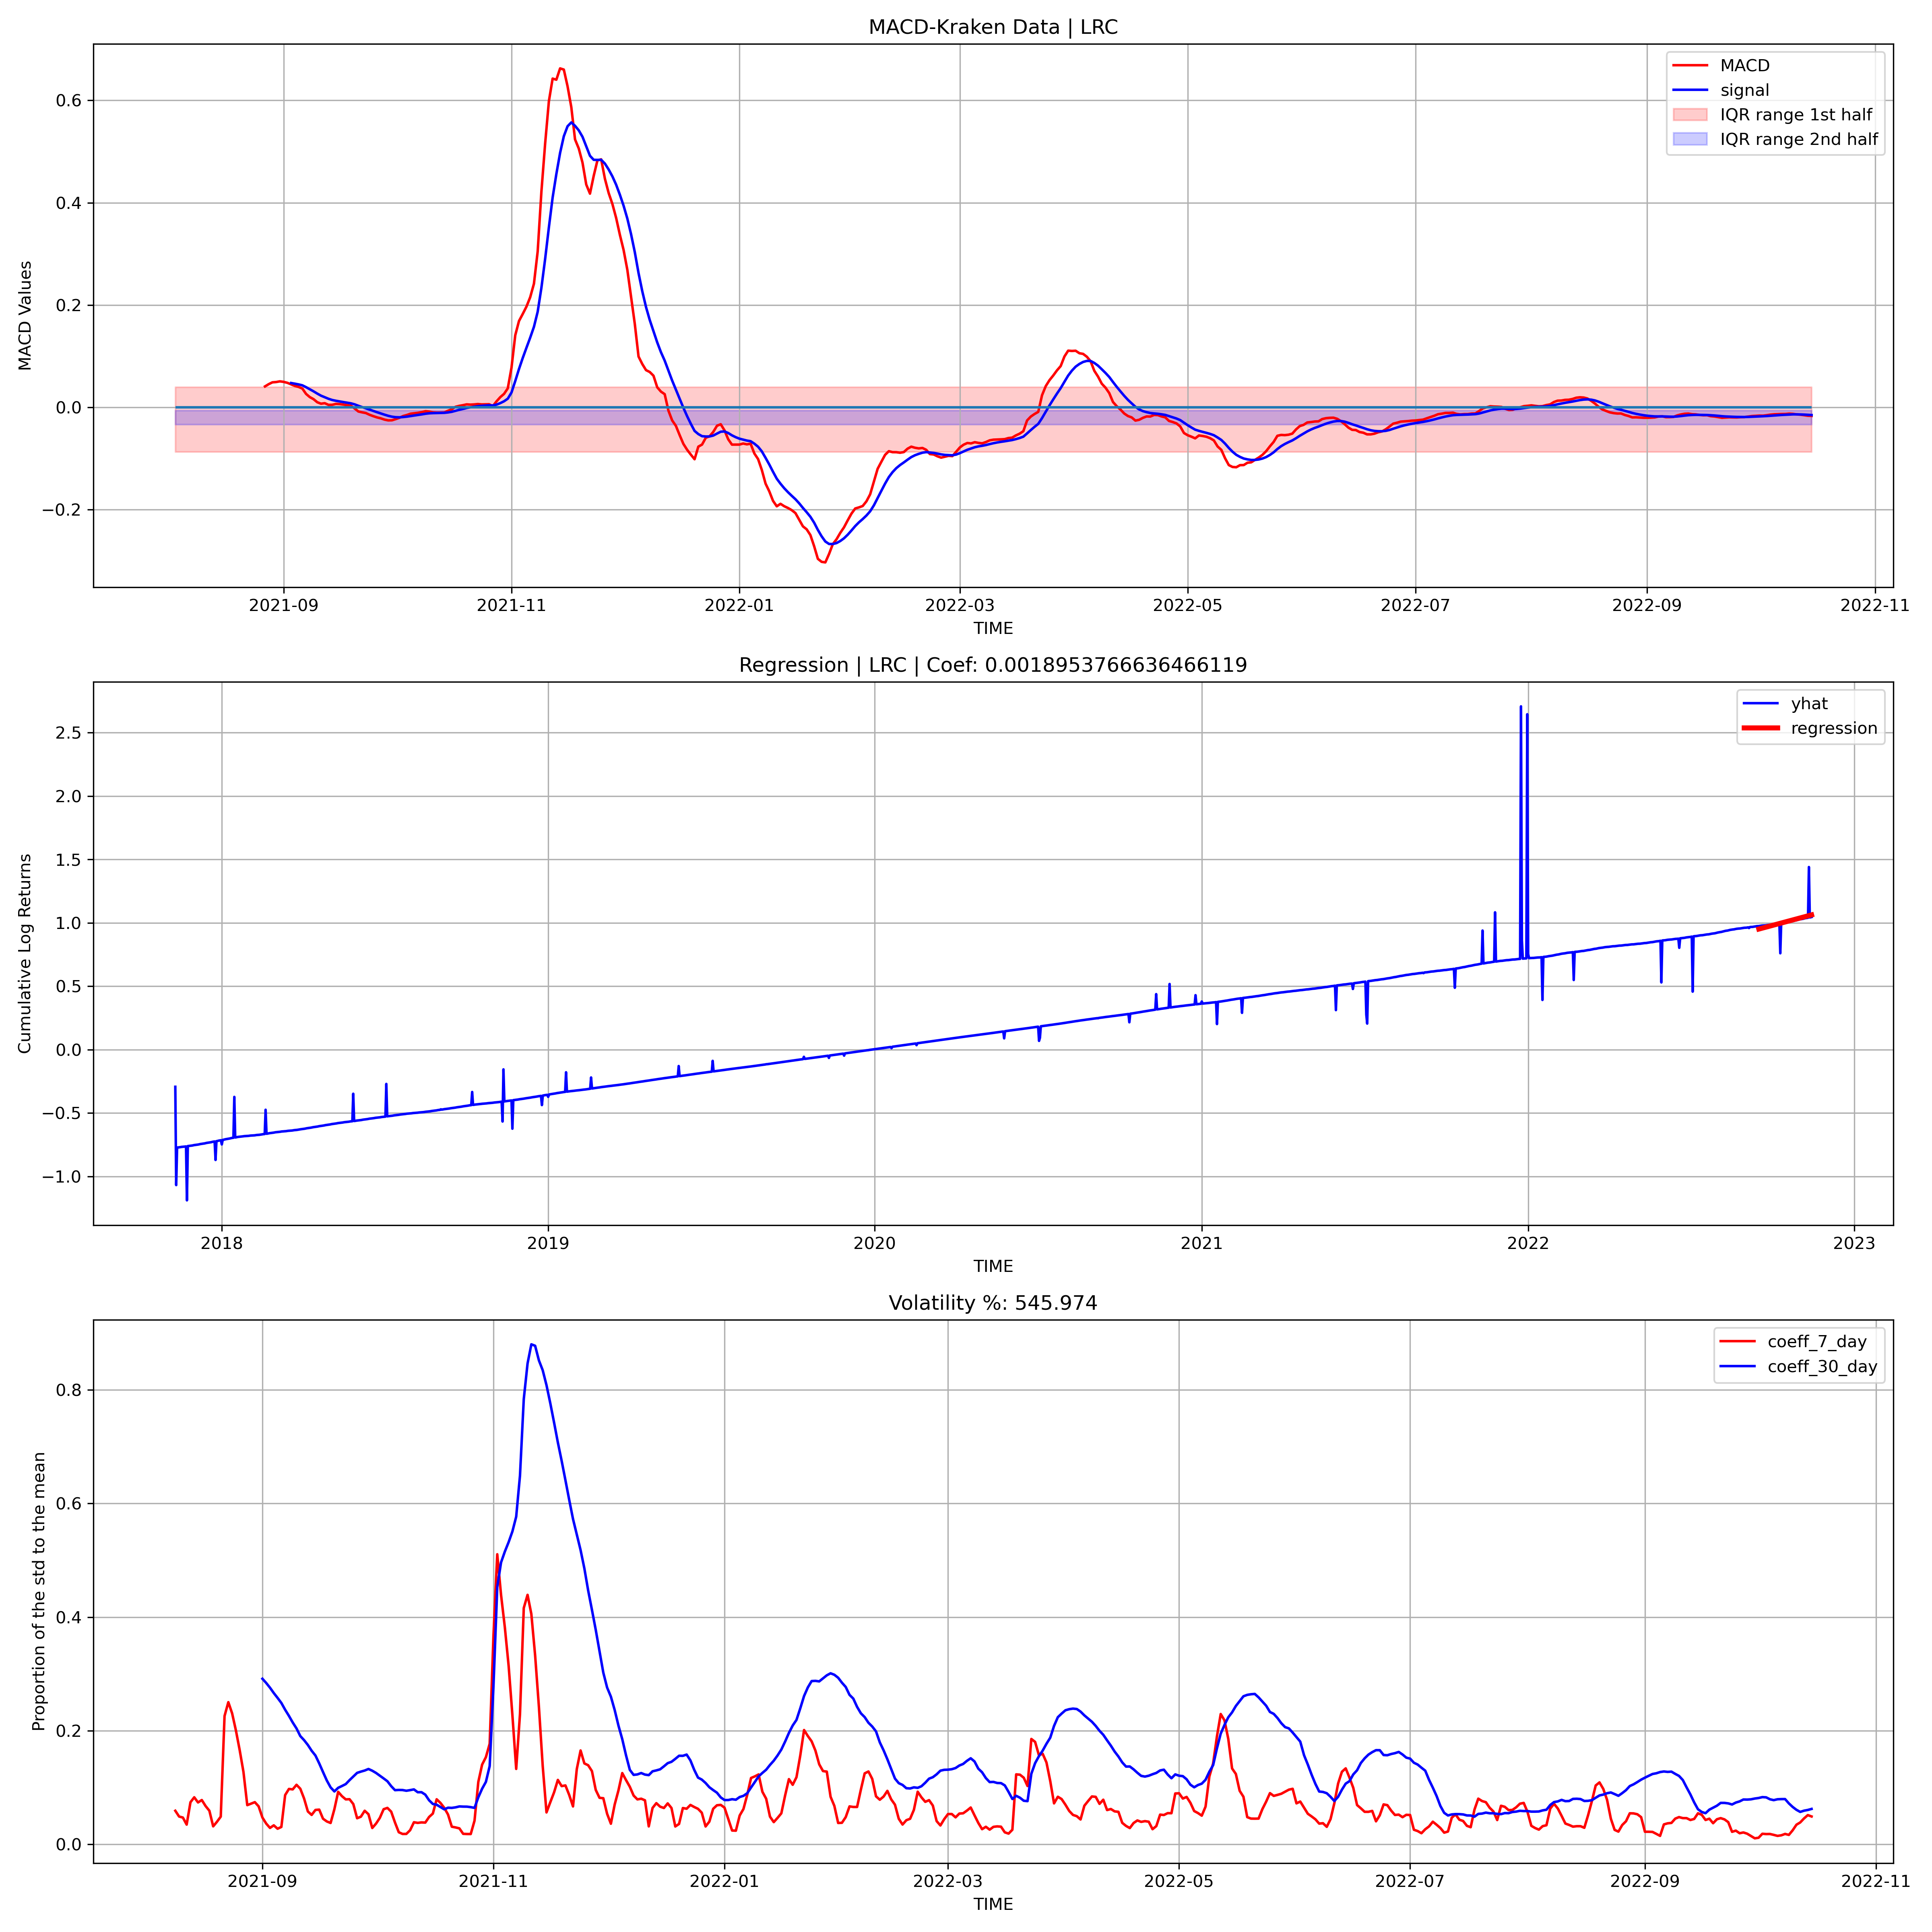 MACD-Kraken Data | LRC
MACD Values
0.6
0.4
0.2
0.0
−0.2
MACD
signal
IQR range 1st half
IQR range 2nd half
2021-09 2021-11 2022-01 2022-03 2022-05 2022-07 2022-09 2022-11
TIME
Regression | LRC | Coef: 0.0018953766636466119
Cumulative Log Returns
2.5
2.0
1.5
1.0
0.5
0.0
−0.5
−1.0
yhat
regression
2018 2019 2020 2021 2022 2023
TIME
Volatility %: 545.974
Proportion of the std to the mean
0.8
0.6
0.4
0.2
0.0
coeff_7_day
coeff_30_day
2021-09 2021-11 2022-01 2022-03 2022-05 2022-07 2022-09 2022-11
TIME